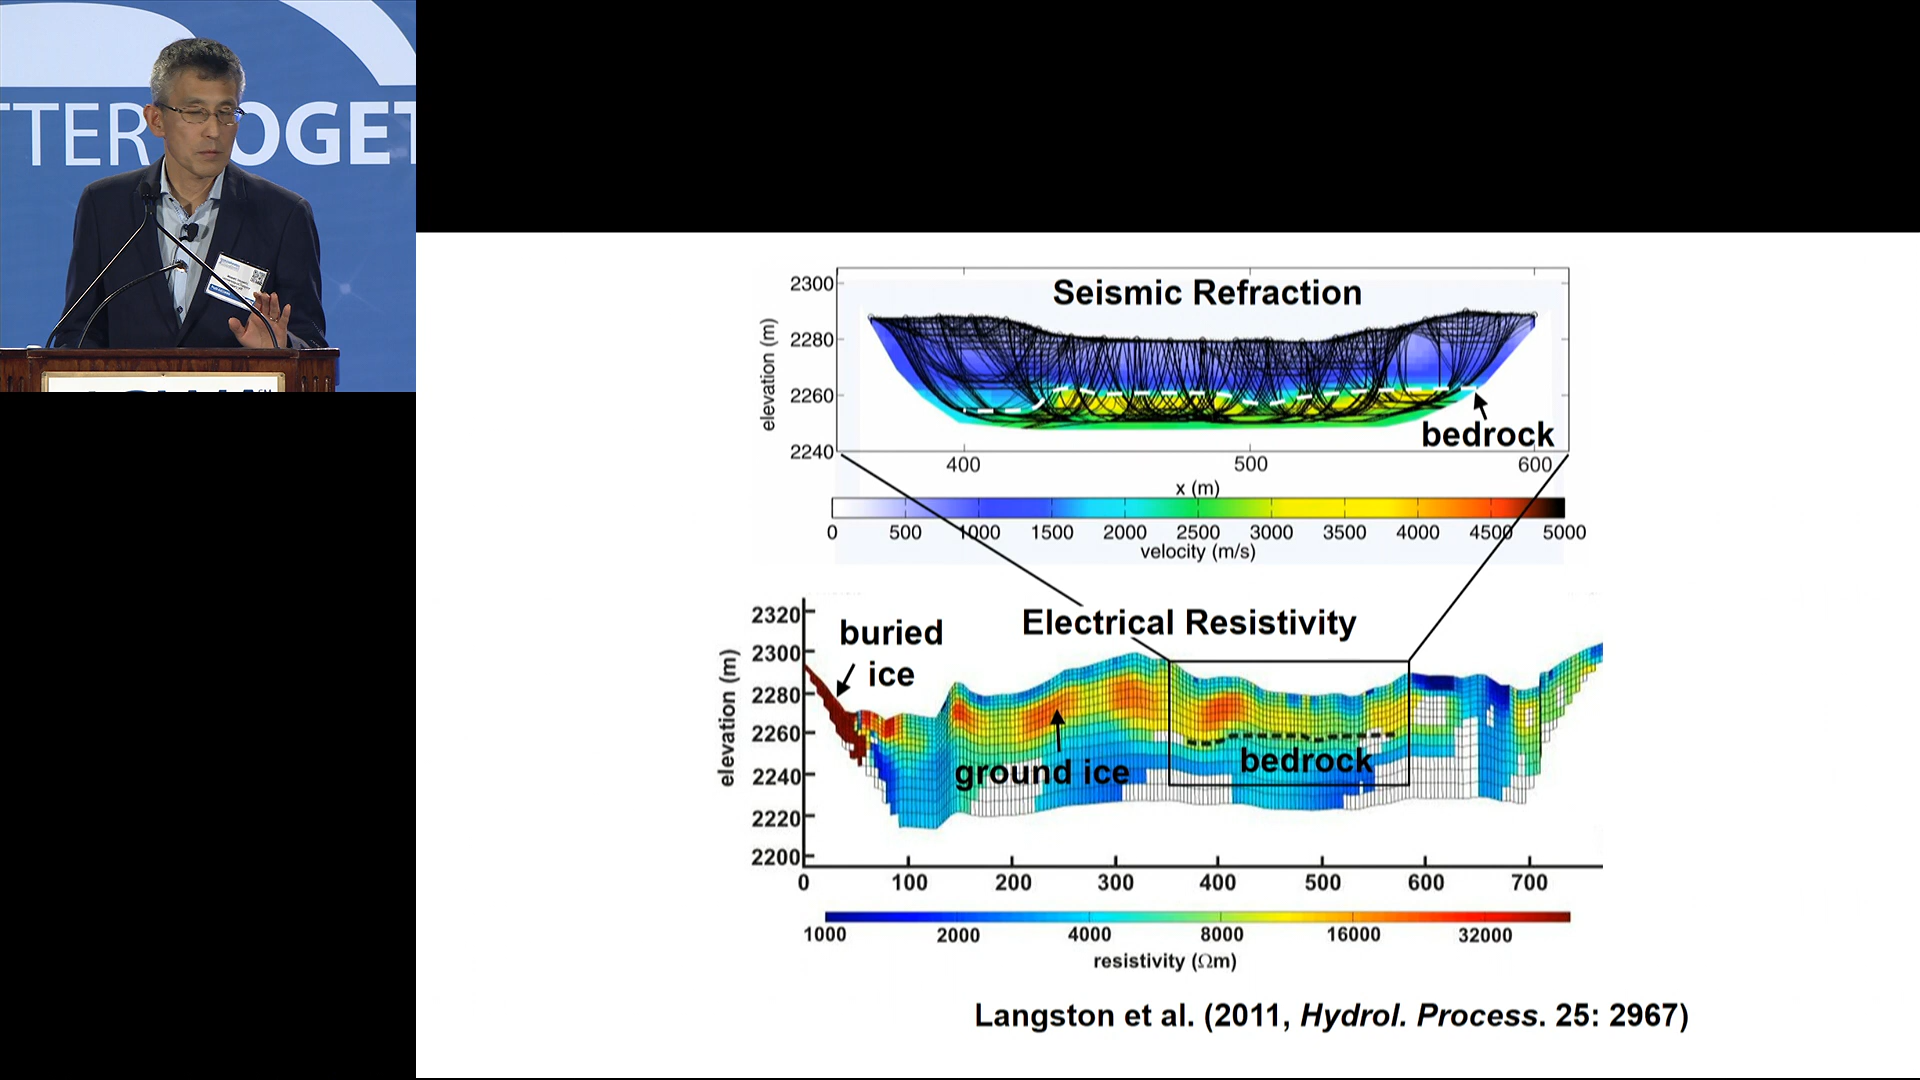 TTER TOGET
Seismic Refraction
2300
2280
2260
2240
elevation (m)
bedrock
400
500
600
x (m)
0
500
1000
1500
2000
2500
3000
3500
4000
4500
5000
velocity (m/s)
Electrical Resistivity
buried
ice
2320
2300
2280
2260
2240
2220
2200
elevation (m)
ground ice
bedrock
0
100
200
300
400
500
600
700
1000
2000
4000
8000
16000
32000
resistivity (Ωm)
Langston et al. (2011, Hydrol. Process. 25: 2967)